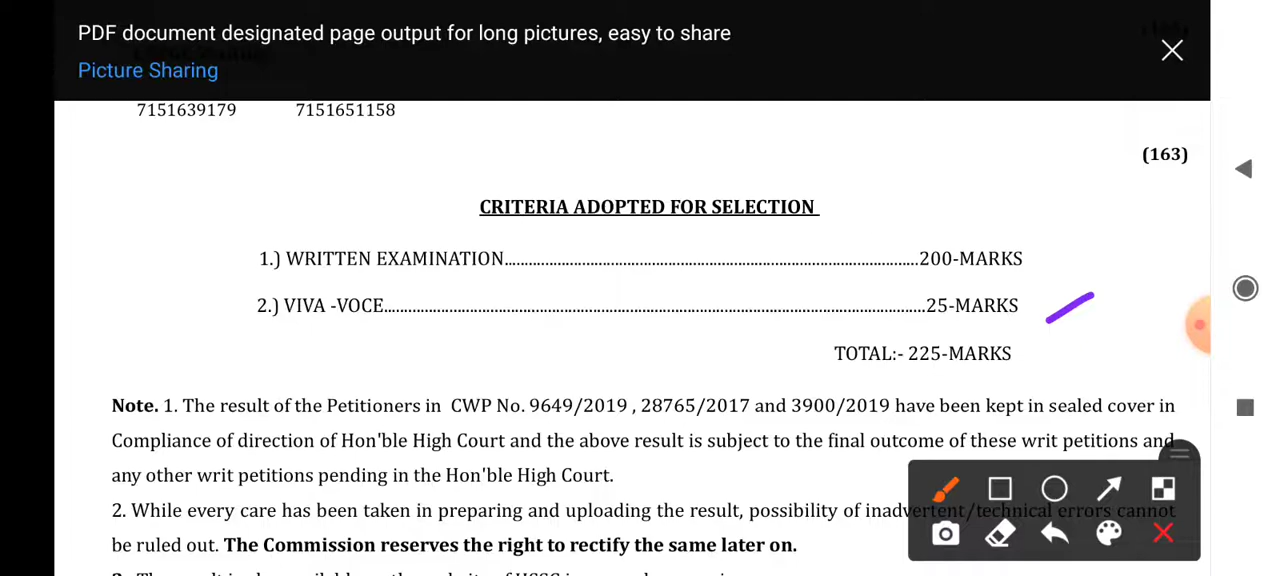 PDF document designated page output for long pictures, easy to share
Picture Sharing
7151639179 7151651158
(163)
CRITERIA ADOPTED FOR SELECTION
1.) WRITTEN EXAMINATION....................................................................................................200-MARKS
2.) VIVA -VOCE....................................................................................................................................25-MARKS
TOTAL:- 225-MARKS
Note. 1. The result of the Petitioners in CWP No. 9649/2019 , 28765/2017 and 3900/2019 have been kept in sealed cover in
Compliance of direction of Hon'ble High Court and the above result is subject to the final outcome of these writ petitions and
any other writ petitions pending in the Hon'ble High Court.
2. While every care has been taken in preparing and uploading the result, possibility of inadvertent/technical errors cannot
be ruled out. The Commission reserves the right to rectify the same later on.